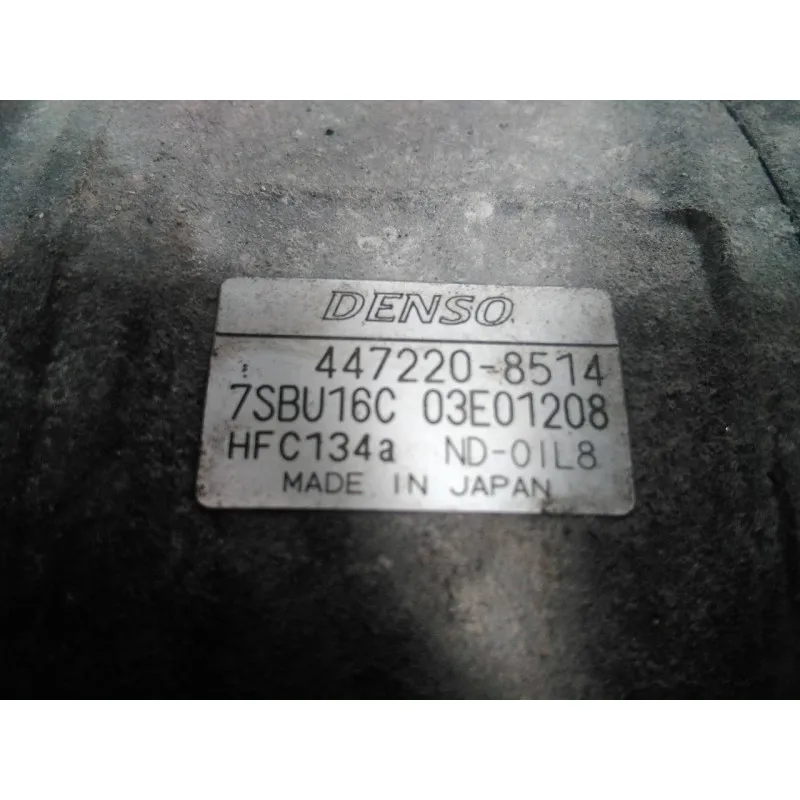 DENSO
447220-8514
7SBU16C 03E01208
HFC134a ND-OIL8
MADE IN JAPAN